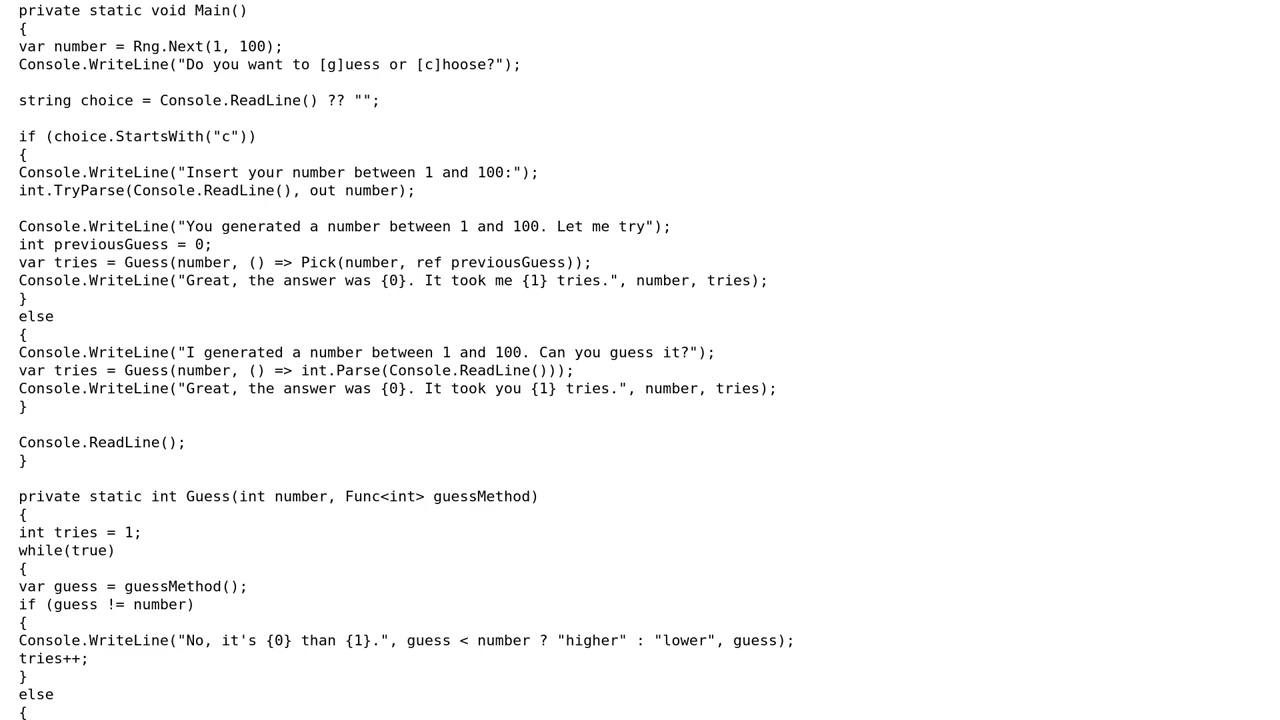 private static void Main()
{
var number = Rng.Next(1, 100);
Console.WriteLine("Do you want to [g]uess or [c]hoose?");
string choice = Console.ReadLine() ?? "";
if (choice.StartsWith("c"))
{
Console.WriteLine("Insert your number between 1 and 100:");
int.TryParse(Console.ReadLine(), out number);
Console.WriteLine("You generated a number between 1 and 100. Let me try");
int previousGuess = 0;
var tries = Guess(number, () => Pick(number, ref previousGuess));
Console.WriteLine("Great, the answer was {0}. It took me {1} tries.", number, tries);
}
else
{
Console.WriteLine("I generated a number between 1 and 100. Can you guess it?");
var tries = Guess(number, () => int.Parse(Console.ReadLine()));
Console.WriteLine("Great, the answer was {0}. It took you {1} tries.", number, tries);
}
Console.ReadLine();
}
private static int Guess(int number, Func<int> guessMethod)
{
int tries = 1;
while(true)
{
var guess = guessMethod();
if (guess != number)
{
Console.WriteLine("No, it's {0} than {1}.", guess < number ? "higher" : "lower", guess);
tries++;
}
else
{